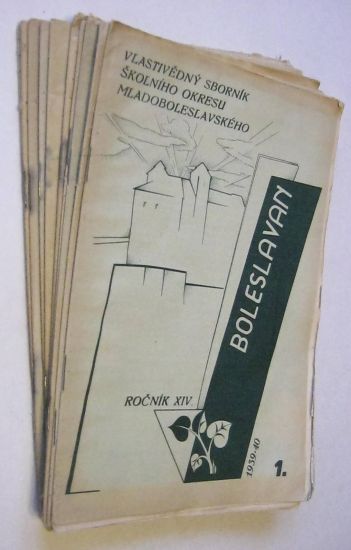 VLASTIVĚDNÝ SBORNÍK
ŠKOLNÍHO OKRESU
MLADOBOLESLAVSKÉHO
BOLESLAVAN
ROČNÍK XIV.
1939-40
1.